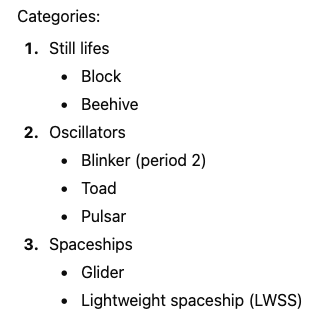 Categories:
1. Still lifes
• Block
• Beehive
2. Oscillators
• Blinker (period 2)
• Toad
• Pulsar
3. Spaceships
• Glider
• Lightweight spaceship (LWSS)